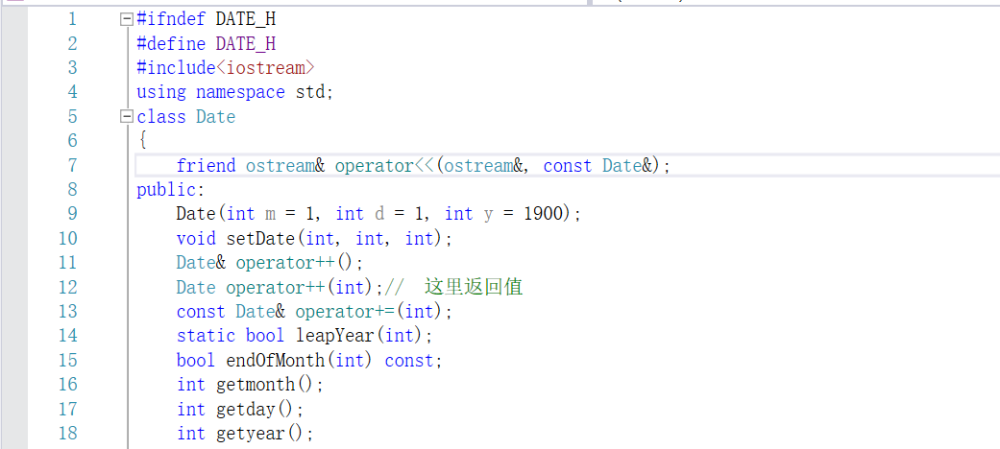 1 #ifndef DATE_H
2 #define DATE_H
3 #include<iostream>
4 using namespace std;
5 class Date
6 {
7 friend ostream& operator<<(ostream&, const Date&);
8 public:
9 Date(int m = 1, int d = 1, int y = 1900);
10 void setDate(int, int, int);
11 Date& operator++();
12 Date operator++(int);// 这里返回值
13 const Date& operator+=(int);
14 static bool leapYear(int);
15 bool endOfMonth(int) const;
16 int getmonth();
17 int getday();
18 int getyear();